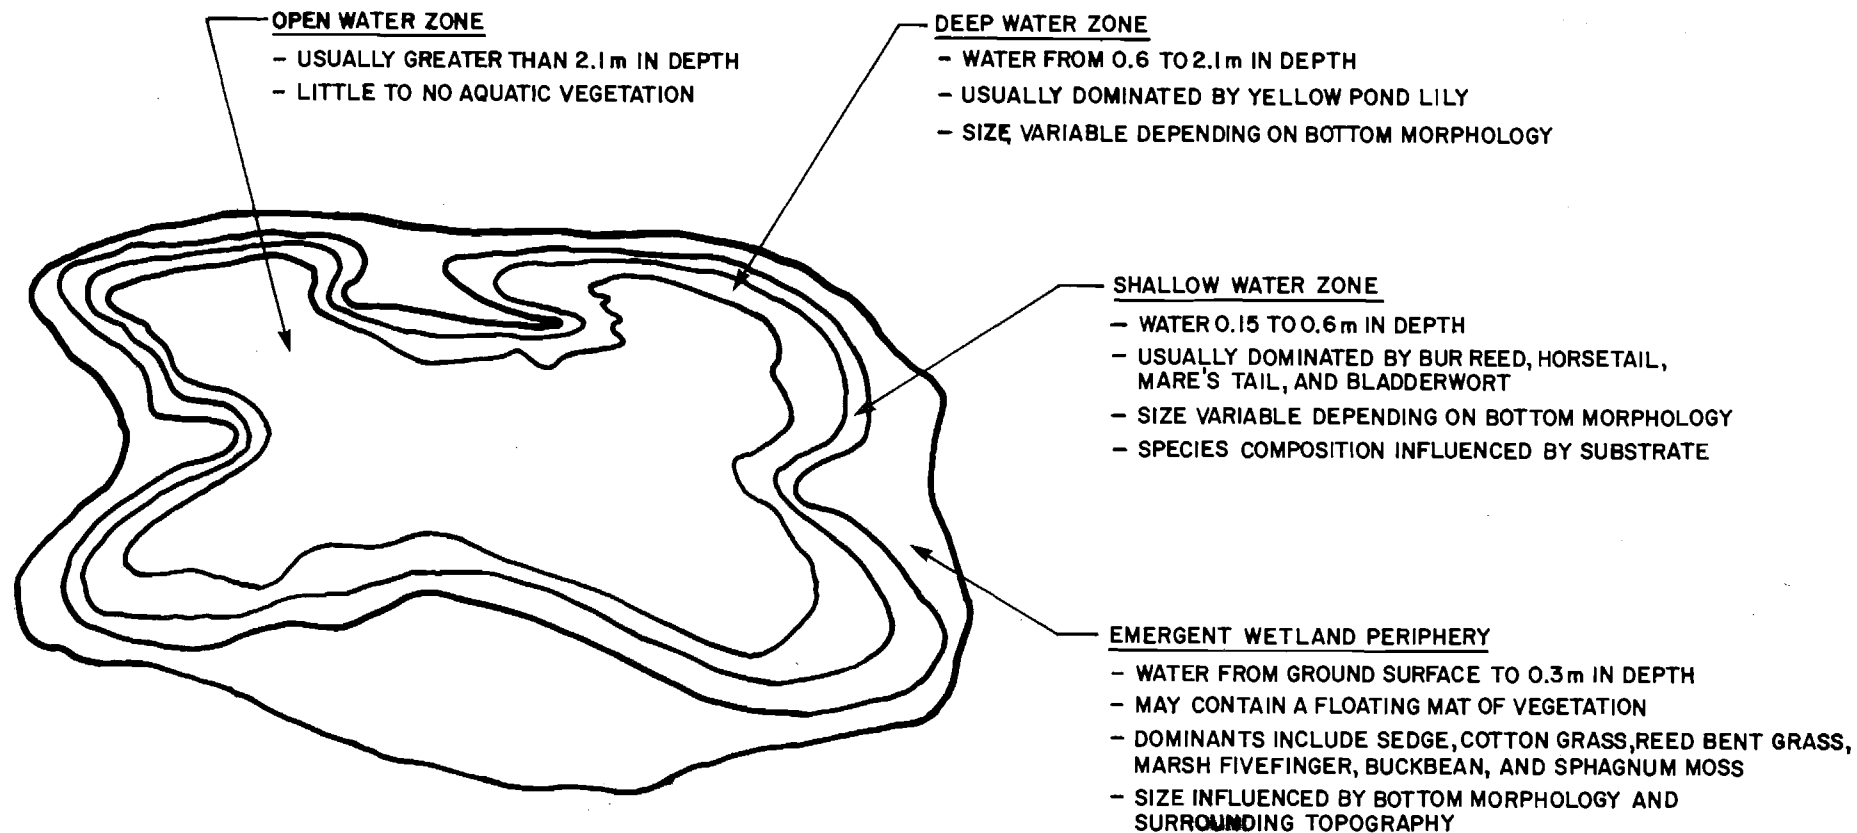 OPEN WATER ZONE
- USUALLY GREATER THAN 2.1m IN DEPTH
- LITTLE TO NO AQUATIC VEGETATION
DEEP WATER ZONE
- WATER FROM 0.6 TO 2.1m IN DEPTH
- USUALLY DOMINATED BY YELLOW POND LILY
- SIZE VARIABLE DEPENDING ON BOTTOM MORPHOLOGY
SHALLOW WATER ZONE
- WATER 0.15 TO 0.6m IN DEPTH
- USUALLY DOMINATED BY BUR REED, HORSETAIL,
MARE'S TAIL, AND BLADDERWORT
- SIZE VARIABLE DEPENDING ON BOTTOM MORPHOLOGY
- SPECIES COMPOSITION INFLUENCED BY SUBSTRATE
EMERGENT WETLAND PERIPHERY
- WATER FROM GROUND SURFACE TO 0.3m IN DEPTH
- MAY CONTAIN A FLOATING MAT OF VEGETATION
- DOMINANTS INCLUDE SEDGE, COTTON GRASS, REED BENT GRASS,
MARSH FIVEFINGER, BUCKBEAN, AND SPHAGNUM MOSS
- SIZE INFLUENCED BY BOTTOM MORPHOLOGY AND
SURROUNDING TOPOGRAPHY